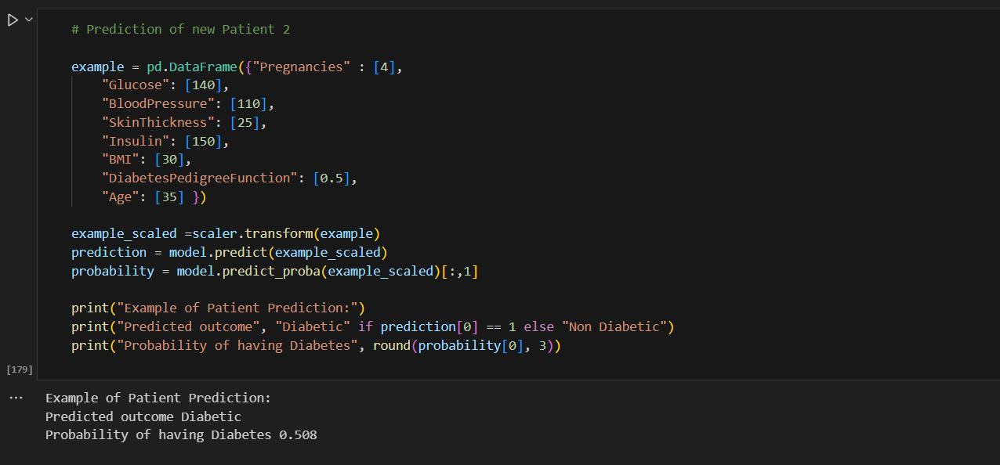 # Prediction of new Patient 2
example = pd.DataFrame({"Pregnancies" : [4],
"Glucose": [140],
"BloodPressure": [110],
"SkinThickness": [25],
"Insulin": [150],
"BMI": [30],
"DiabetesPedigreeFunction": [0.5],
"Age": [35] })
example_scaled =scaler.transform(example)
prediction = model.predict(example_scaled)
probability = model.predict_proba(example_scaled)[:,1]
print("Example of Patient Prediction:")
print("Predicted outcome", "Diabetic" if prediction[0] == 1 else "Non Diabetic")
print("Probability of having Diabetes", round(probability[0], 3))
[179]
... Example of Patient Prediction:
Predicted outcome Diabetic
Probability of having Diabetes 0.508